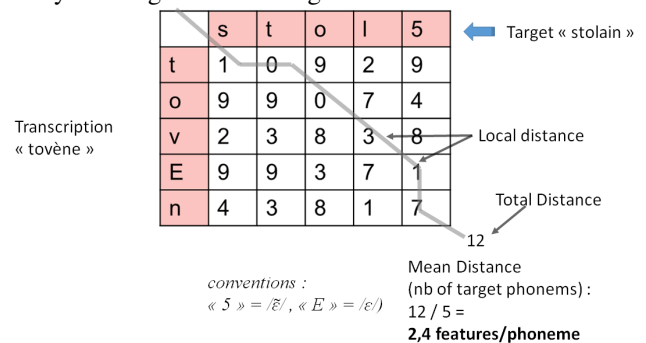 s t o l 5
Target « stolain »
t 1 0 9 2 9
o 9 9 0 7 4
v 2 3 8 3 8
E 9 9 3 7 1
n 4 3 8 1 7
Transcription
« tovène »
Local distance
Total Distance
12
conventions :
« 5 » = /ɛ̃/ , « E » = /ɛ/)
Mean Distance
(nb of target phonems) :
12 / 5 =
2,4 features/phoneme